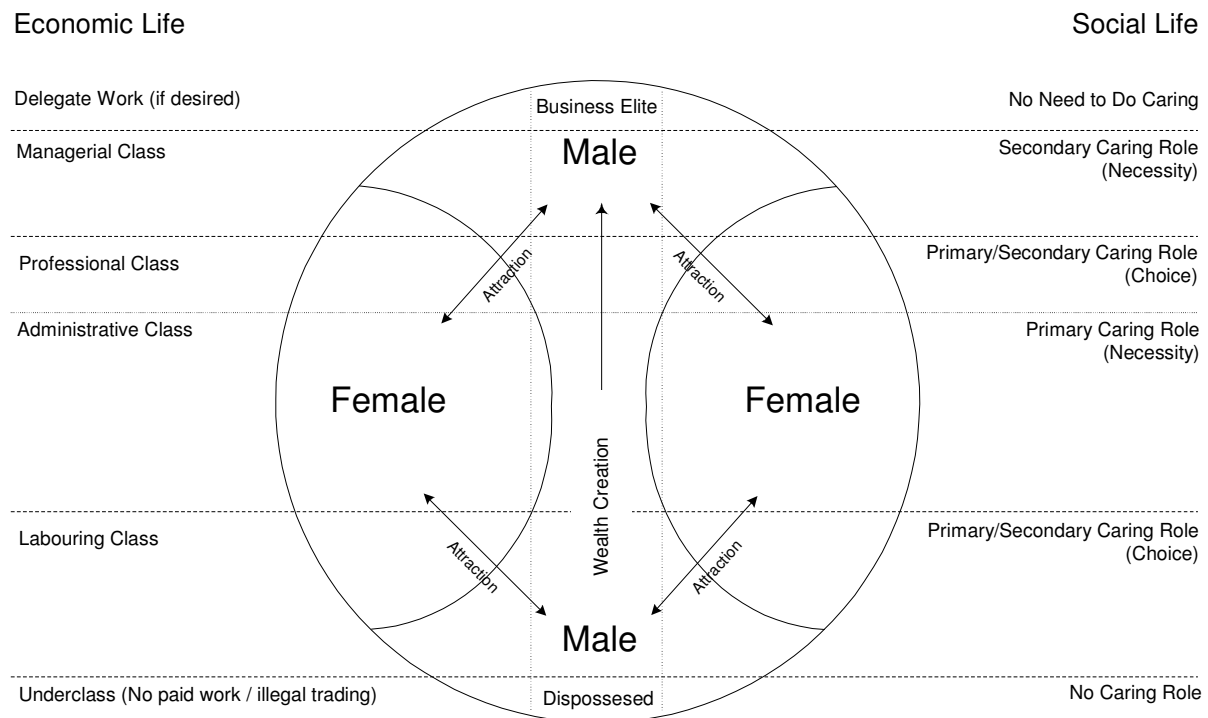 Economic Life
Social Life
Delegate Work (if desired)
Business Elite
No Need to Do Caring
Managerial Class
Male
Secondary Caring Role
(Necessity)
Professional Class
Attraction
Attraction
Primary/Secondary Caring Role
(Choice)
Administrative Class
Primary Caring Role
(Necessity)
Female
Female
Wealth Creation
Labouring Class
Attraction
Attraction
Primary/Secondary Caring Role
(Choice)
Male
Underclass (No paid work / illegal trading)
Dispossesed
No Caring Role